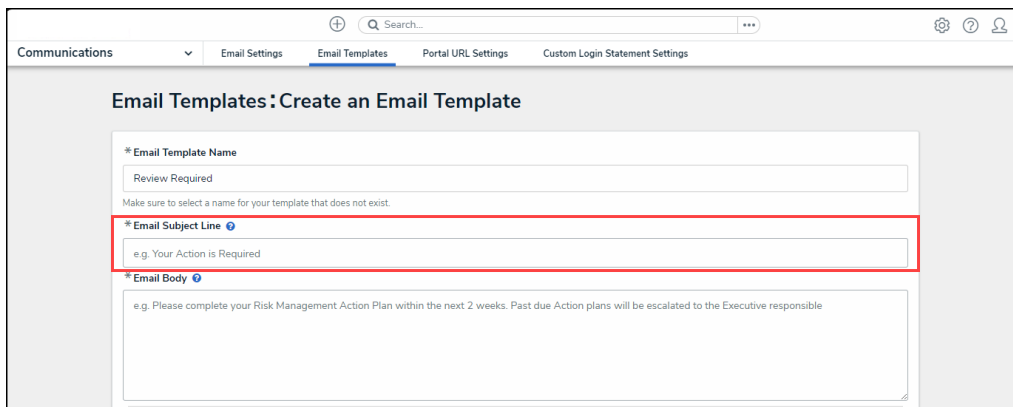 Search...
Communications
Email Settings
Email Templates
Portal URL Settings
Custom Login Statement Settings
Email Templates: Create an Email Template
*Email Template Name
Review Required
Make sure to select a name for your template that does not exist.
*Email Subject Line ?
e.g. Your Action is Required
*Email Body ?
e.g. Please complete your Risk Management Action Plan within the next 2 weeks. Past due Action plans will be escalated to the Executive responsible